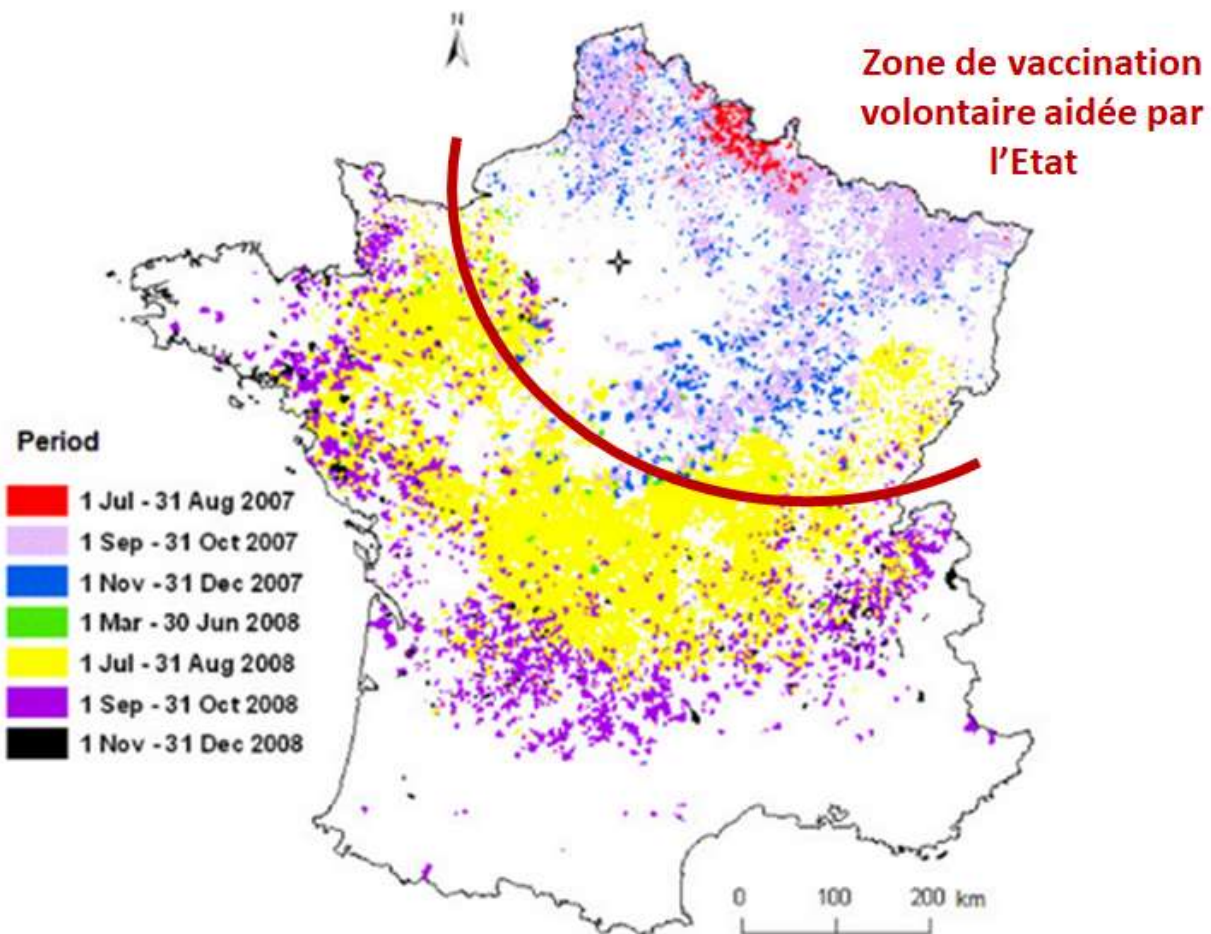 N
Zone de vaccination
volontaire aidée par
l'Etat
Period
1 Jul - 31 Aug 2007
1 Sep - 31 Oct 2007
1 Nov - 31 Dec 2007
1 Mar - 30 Jun 2008
1 Jul - 31 Aug 2008
1 Sep - 31 Oct 2008
1 Nov - 31 Dec 2008
0 100 200 km